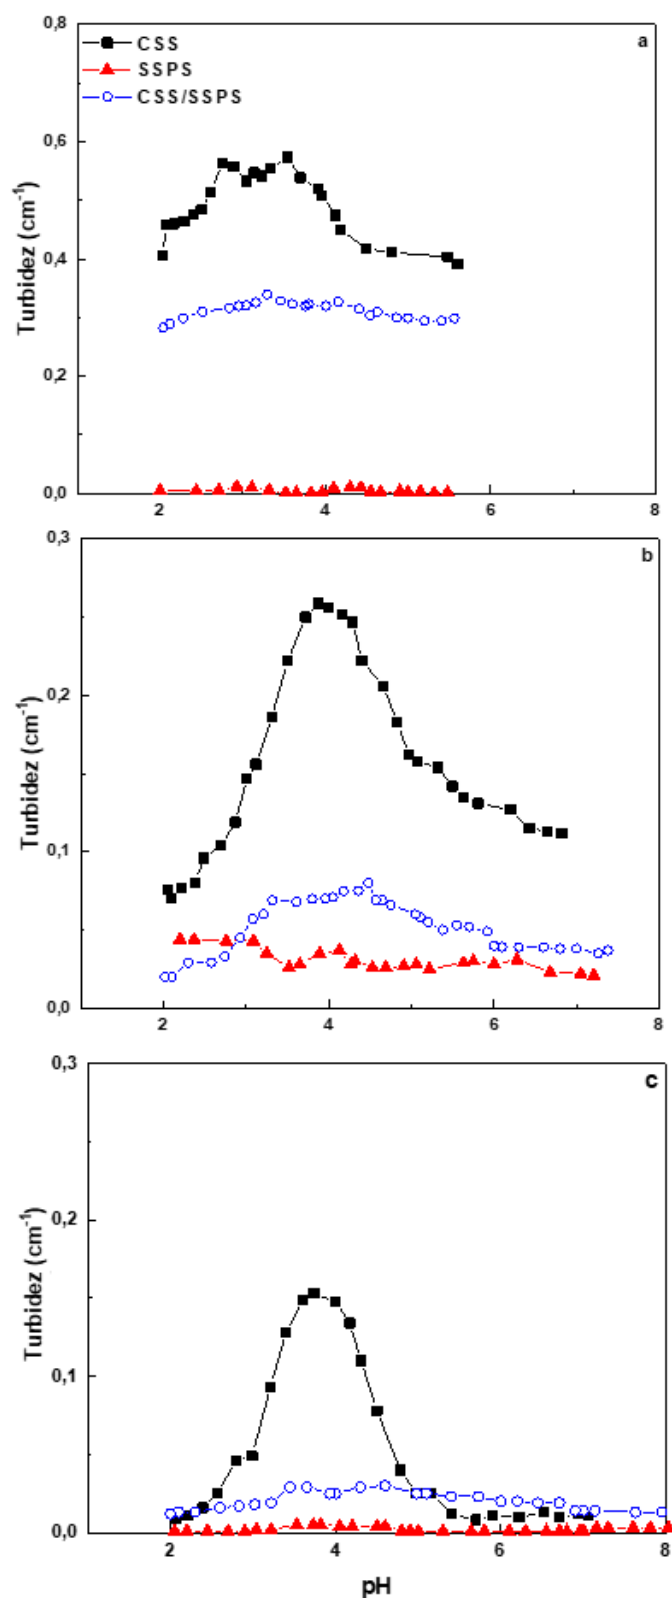 0,8
a
CSS
SSPS
CSS/SSPS
0,6
0,4
0,2
0,0
Turbidez (cm⁻¹)
2 4 6 8
0,3
b
0,2
0,1
0,0
Turbidez (cm⁻¹)
2 4 6 8
0,3
c
0,2
0,1
0,0
Turbidez (cm⁻¹)
2 4 6 8
pH